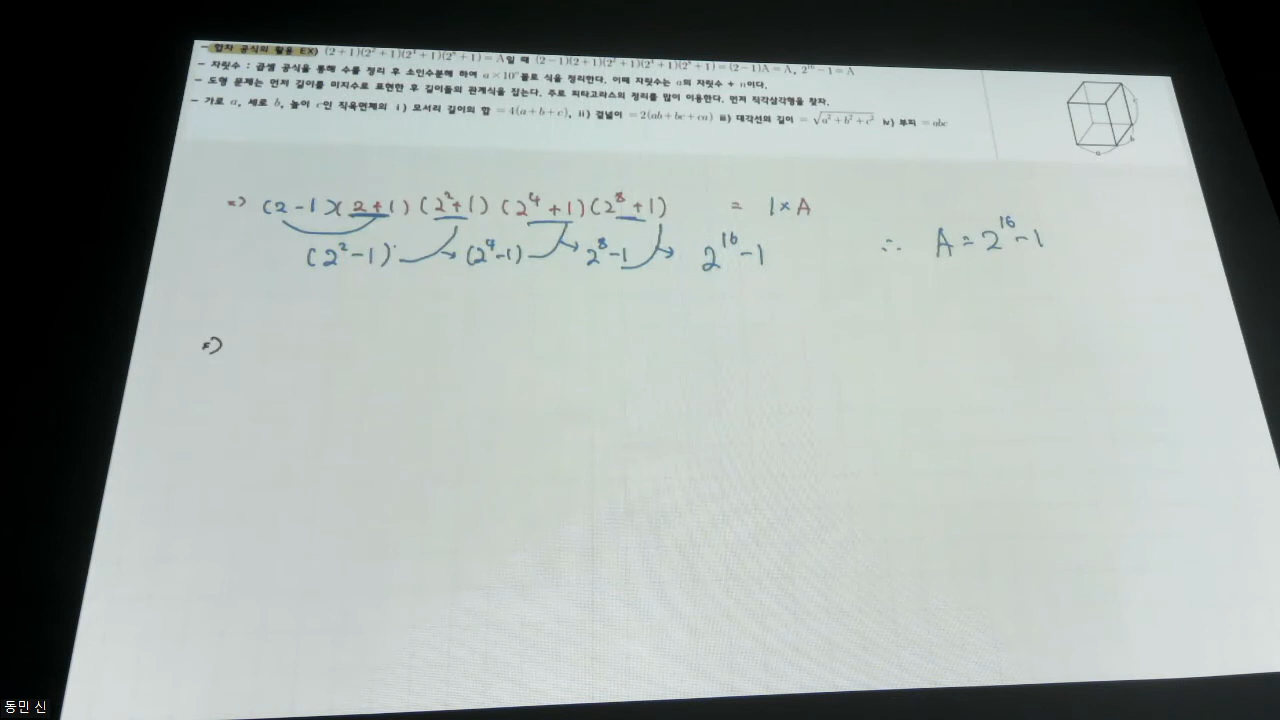 - 합차 공식의 활용 EX) (2+1)(2²+1)(2⁴+1)(2⁸+1)=A일 때 (2-1)(2+1)(2²+1)(2⁴+1)(2⁸+1)=(2-1)A=A, 2¹⁶-1=A
- 자릿수 : 곱셈 공식을 통해 수를 정리 후 소인수분해 하여 a×10ⁿ꼴로 식을 정리한다. 이때 자릿수는 a의 자릿수 + n이다.
- 도형 문제는 먼저 길이를 미지수로 표현한 후 길이들의 관계식을 잡는다. 주로 피타고라스의 정리를 많이 이용한다. 먼저 직각삼각형을 찾자.
- 가로 a, 세로 b, 높이 c인 직육면체의 i) 모서리 길이의 합 =4(a+b+c), ii) 겉넓이 =2(ab+bc+ca) iii) 대각선의 길이 = √(a²+b²+c²) iv) 부피 =abc
c
b
a
=) (2-1)(2+1)(2²+1)(2⁴+1)(2⁸+1) = 1×A
(2²-1) (2⁴-1) 2⁸-1 2¹⁶-1 ∴ A=2¹⁶-1
동민 신